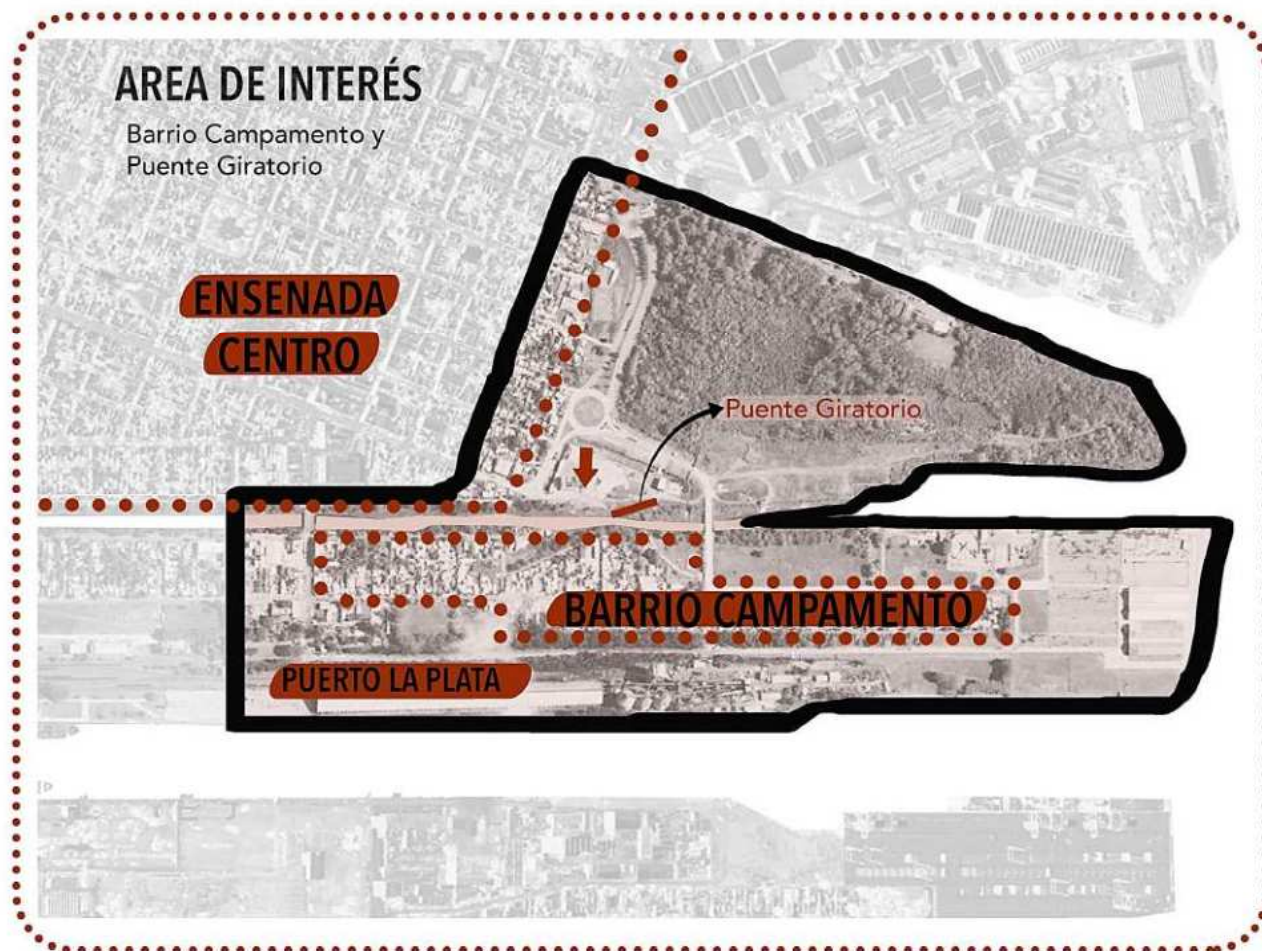 AREA DE INTERÉS
Barrio Campamento y
Puente Giratorio
ENSENADA
CENTRO
Puente Giratorio
BARRIO CAMPAMENTO
PUERTO LA PLATA